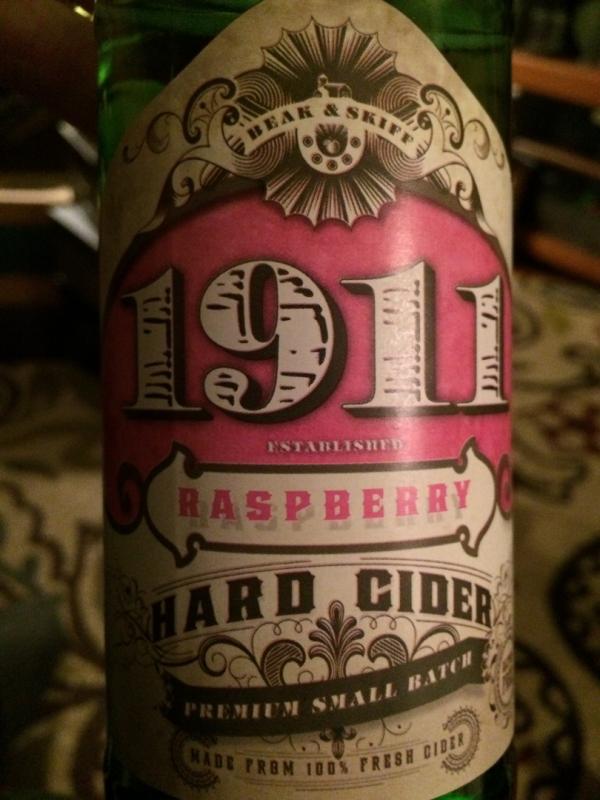 BEAK & SKIFF
1911
ESTABLISHED
RASPBERRY
HARD CIDER
PREMIUM SMALL BATCH
MADE FROM 100% FRESH CIDER